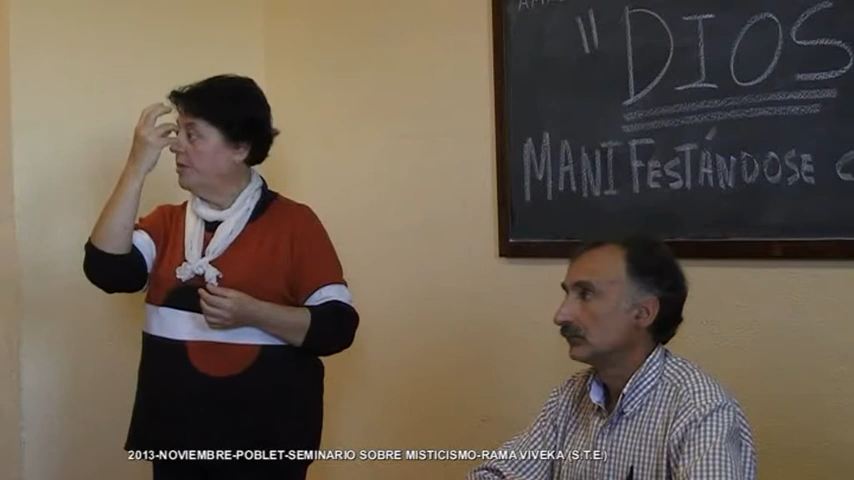 "DIOS
MANIFESTÁNDOSE
2013-NOVIEMBRE-POBLET-SEMINARIO SOBRE MISTICISMO-RAMA VIVEKA (S.T.E.)